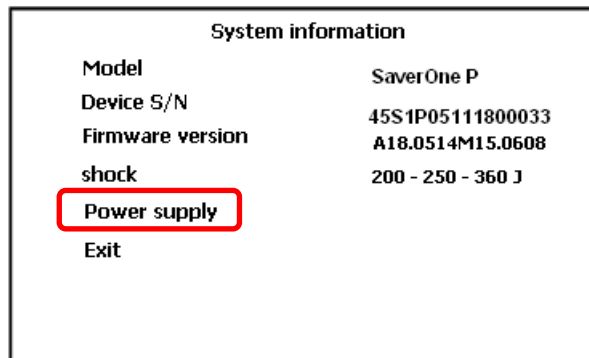 System information
Model SaverOne P
Device S/N 45S1P05111800033
Firmware version A18.0514M15.0608
shock 200 - 250 - 360 J
Power supply
Exit